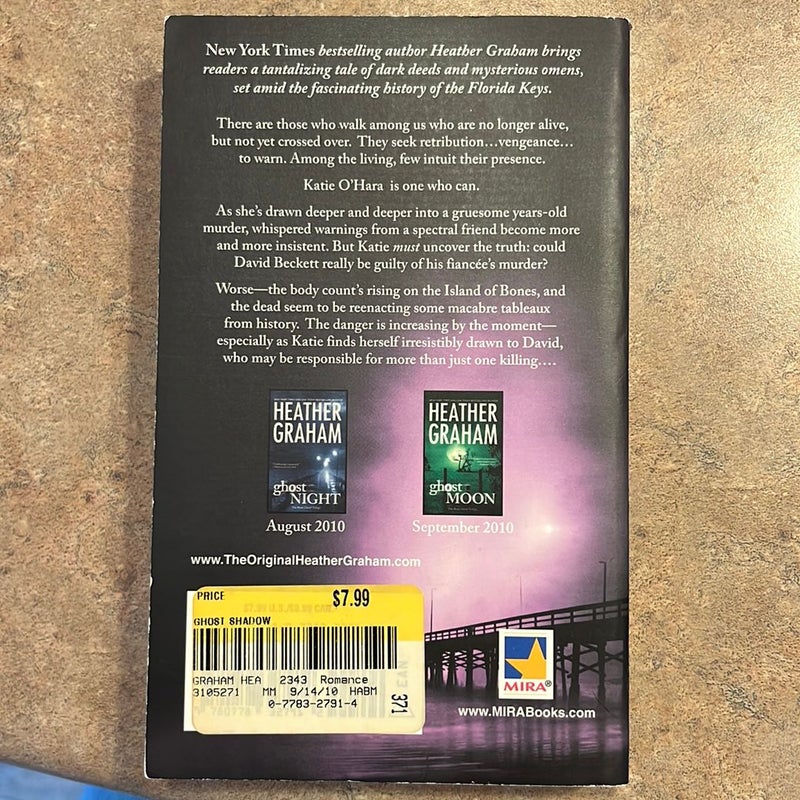 New York Times bestselling author Heather Graham brings
readers a tantalizing tale of dark deeds and mysterious omens,
set amid the fascinating history of the Florida Keys.
There are those who walk among us who are no longer alive,
but not yet crossed over. They seek retribution…vengeance…
to warn. Among the living, few intuit their presence.
Katie O'Hara is one who can.
As she's drawn deeper and deeper into a gruesome years-old
murder, whispered warnings from a spectral friend become more
and more insistent. But Katie must uncover the truth: could
David Beckett really be guilty of his fiancée's murder?
Worse—the body count's rising on the Island of Bones, and
the dead seem to be reenacting some macabre tableaux
from history. The danger is increasing by the moment—
especially as Katie finds herself irresistibly drawn to David,
who may be responsible for more than just one killing....
HEATHER
GRAHAM
ghost
NIGHT
August 2010
HEATHER
GRAHAM
ghost
MOON
September 2010
www.TheOriginalHeatherGraham.com
PRICE $7.99
GHOST SHADOW
GRAHAM HEA 2343 Romance
3105271 MM 9/14/10 HABM
0-7783-2791-4
371
EAN
MIRA®
www.MIRABooks.com